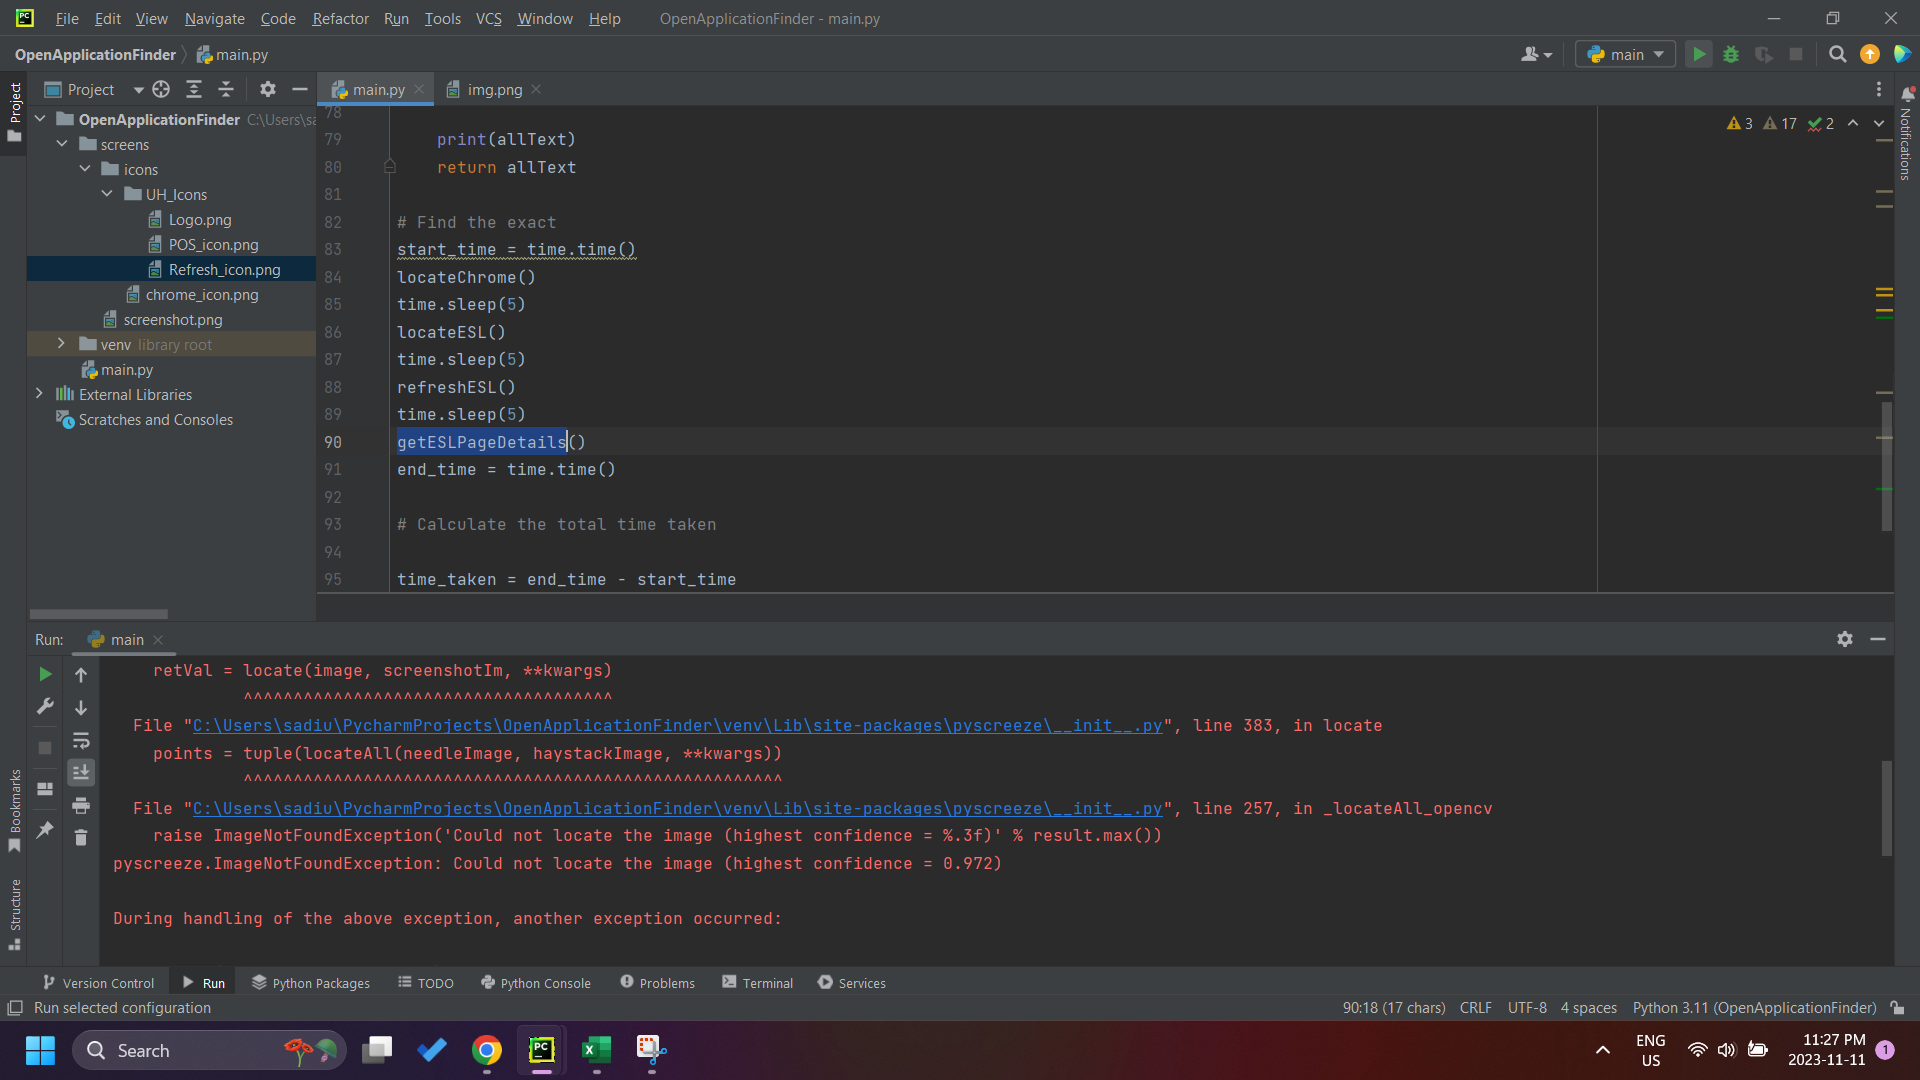 File Edit View Navigate Code Refactor Run Tools VCS Window Help OpenApplicationFinder - main.py
OpenApplicationFinder main.py
main
Project
main.py
img.png
Project
Notifications
OpenApplicationFinder C:\Users\sa
screens
icons
UH_Icons
Logo.png
POS_icon.png
Refresh_icon.png
chrome_icon.png
screenshot.png
venv library root
main.py
External Libraries
Scratches and Consoles
3 17 2
78
79 print(allText)
80 return allText
81
82 # Find the exact
83 start_time = time.time()
84 locateChrome()
85 time.sleep(5)
86 locateESL()
87 time.sleep(5)
88 refreshESL()
89 time.sleep(5)
90 getESLPageDetails()
91 end_time = time.time()
92
93 # Calculate the total time taken
94
95 time_taken = end_time - start_time
Run: main
retVal = locate(image, screenshotIm, **kwargs)
^^^^^^^^^^^^^^^^^^^^^^^^^^^^^^^^^^^^^
File "C:\Users\sadiu\PycharmProjects\OpenApplicationFinder\venv\Lib\site-packages\pyscreeze\__init__.py", line 383, in locate
points = tuple(locateAll(needleImage, haystackImage, **kwargs))
^^^^^^^^^^^^^^^^^^^^^^^^^^^^^^^^^^^^^^^^^^^^^^^^^^^^^^
File "C:\Users\sadiu\PycharmProjects\OpenApplicationFinder\venv\Lib\site-packages\pyscreeze\__init__.py", line 257, in _locateAll_opencv
raise ImageNotFoundException('Could not locate the image (highest confidence = %.3f)' % result.max())
pyscreeze.ImageNotFoundException: Could not locate the image (highest confidence = 0.972)
During handling of the above exception, another exception occurred:
Bookmarks
Structure
Version Control Run Python Packages TODO Python Console Problems Terminal Services
Run selected configuration 90:18 (17 chars) CRLF UTF-8 4 spaces Python 3.11 (OpenApplicationFinder)
Search
ENG
US
11:27 PM
2023-11-11
1